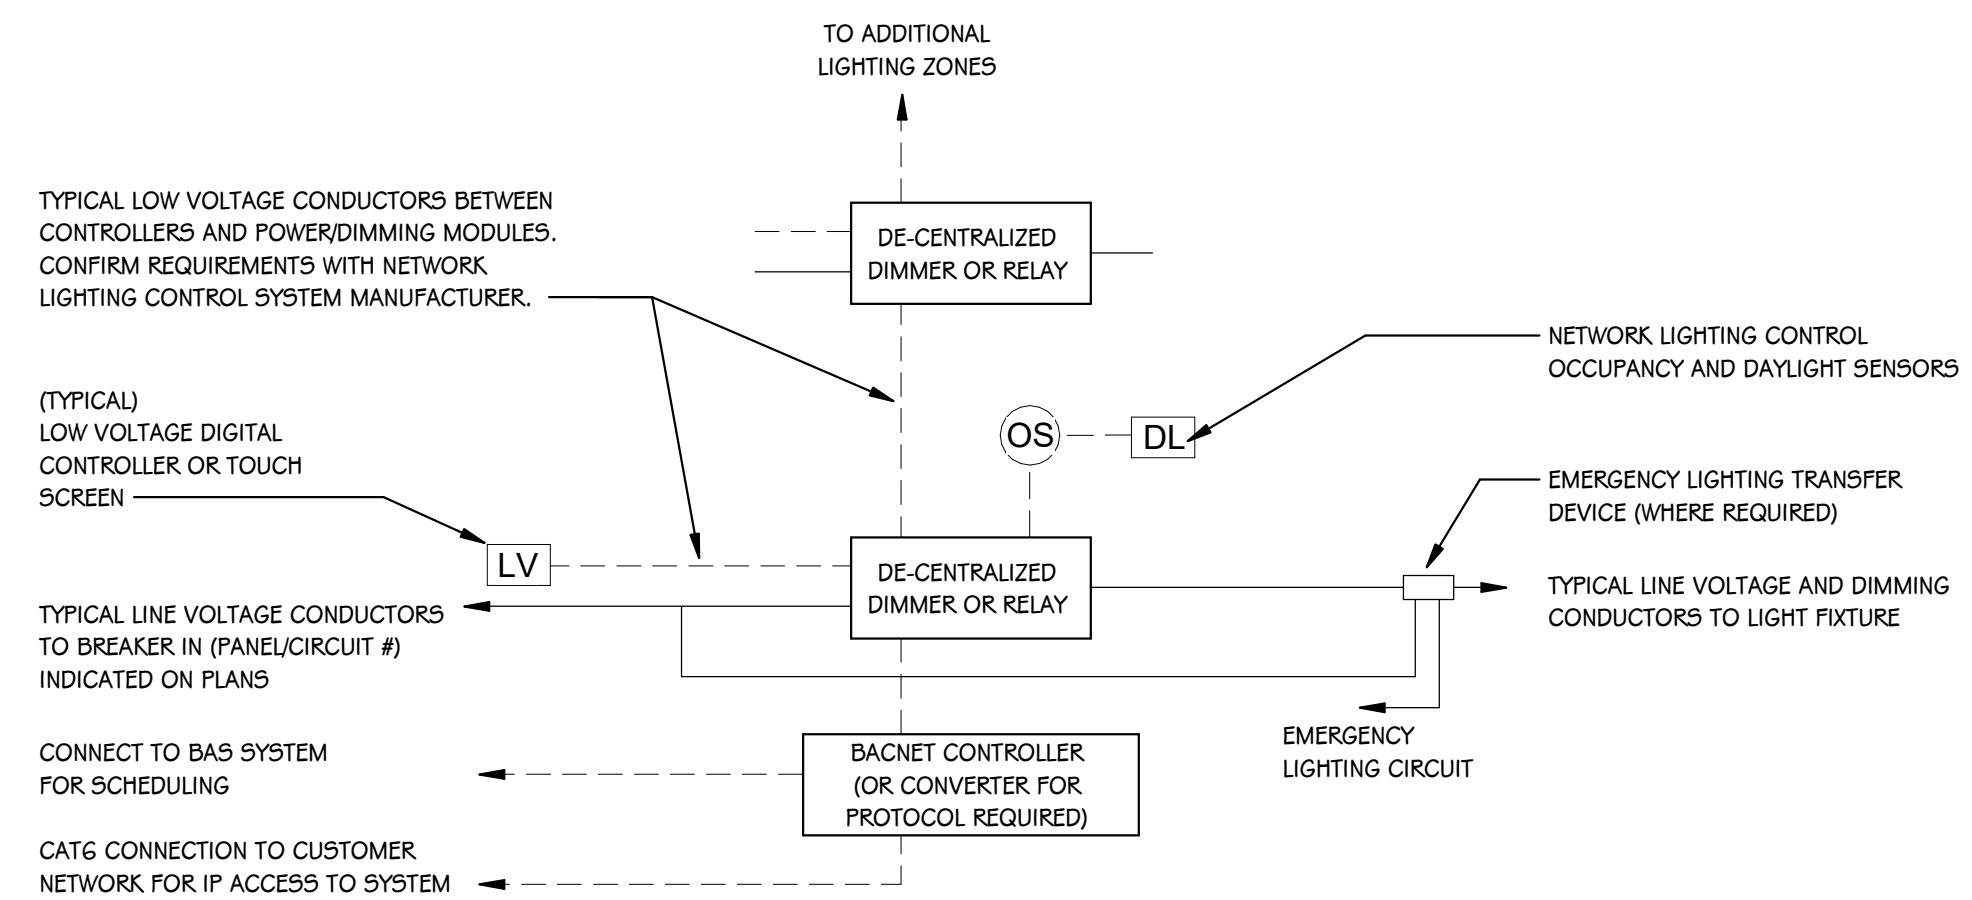 TO ADDITIONAL
LIGHTING ZONES
TYPICAL LOW VOLTAGE CONDUCTORS BETWEEN
CONTROLLERS AND POWER/DIMMING MODULES.
CONFIRM REQUIREMENTS WITH NETWORK
LIGHTING CONTROL SYSTEM MANUFACTURER.
DE-CENTRALIZED
DIMMER OR RELAY
NETWORK LIGHTING CONTROL
OCCUPANCY AND DAYLIGHT SENSORS
(TYPICAL)
LOW VOLTAGE DIGITAL
CONTROLLER OR TOUCH
SCREEN
OS
DL
EMERGENCY LIGHTING TRANSFER
DEVICE (WHERE REQUIRED)
LV
DE-CENTRALIZED
DIMMER OR RELAY
TYPICAL LINE VOLTAGE AND DIMMING
CONDUCTORS TO LIGHT FIXTURE
TYPICAL LINE VOLTAGE CONDUCTORS
TO BREAKER IN (PANEL/CIRCUIT #)
INDICATED ON PLANS
EMERGENCY
LIGHTING CIRCUIT
CONNECT TO BAS SYSTEM
FOR SCHEDULING
BACNET CONTROLLER
(OR CONVERTER FOR
PROTOCOL REQUIRED)
CAT6 CONNECTION TO CUSTOMER
NETWORK FOR IP ACCESS TO SYSTEM